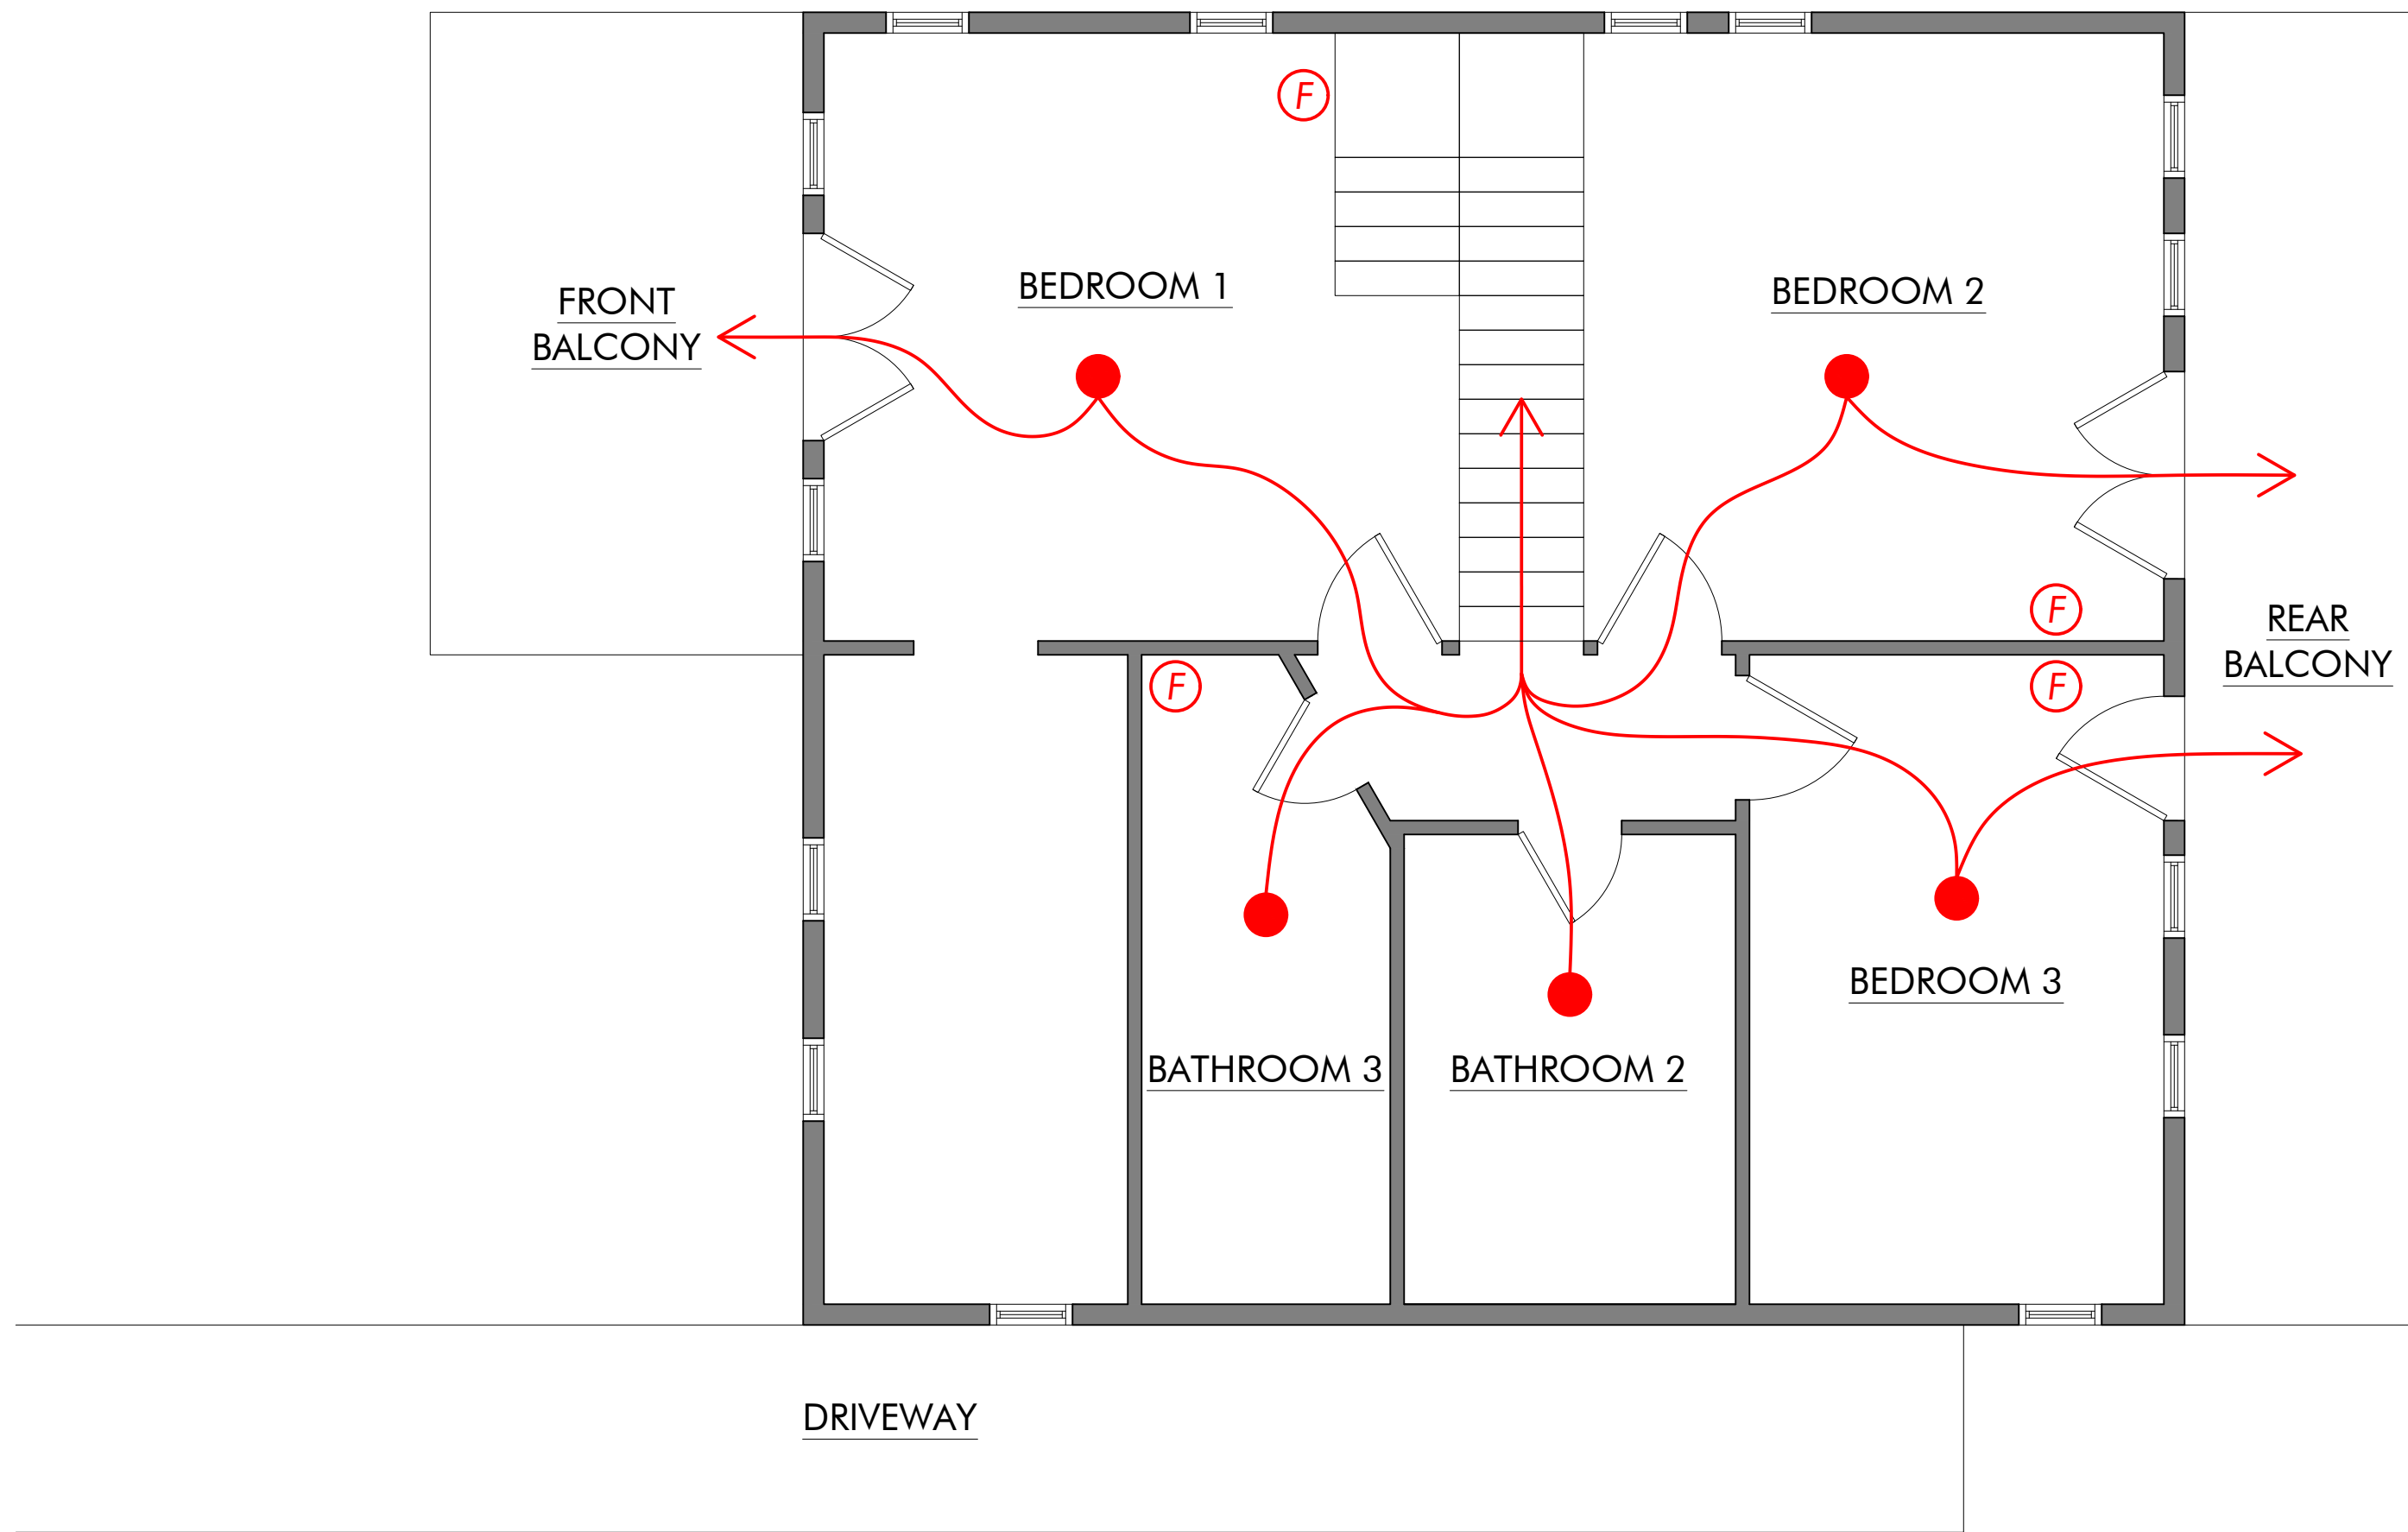 F
BEDROOM 1
BEDROOM 2
FRONT
BALCONY
F
REAR
BALCONY
F
F
BEDROOM 3
BATHROOM 3
BATHROOM 2
DRIVEWAY